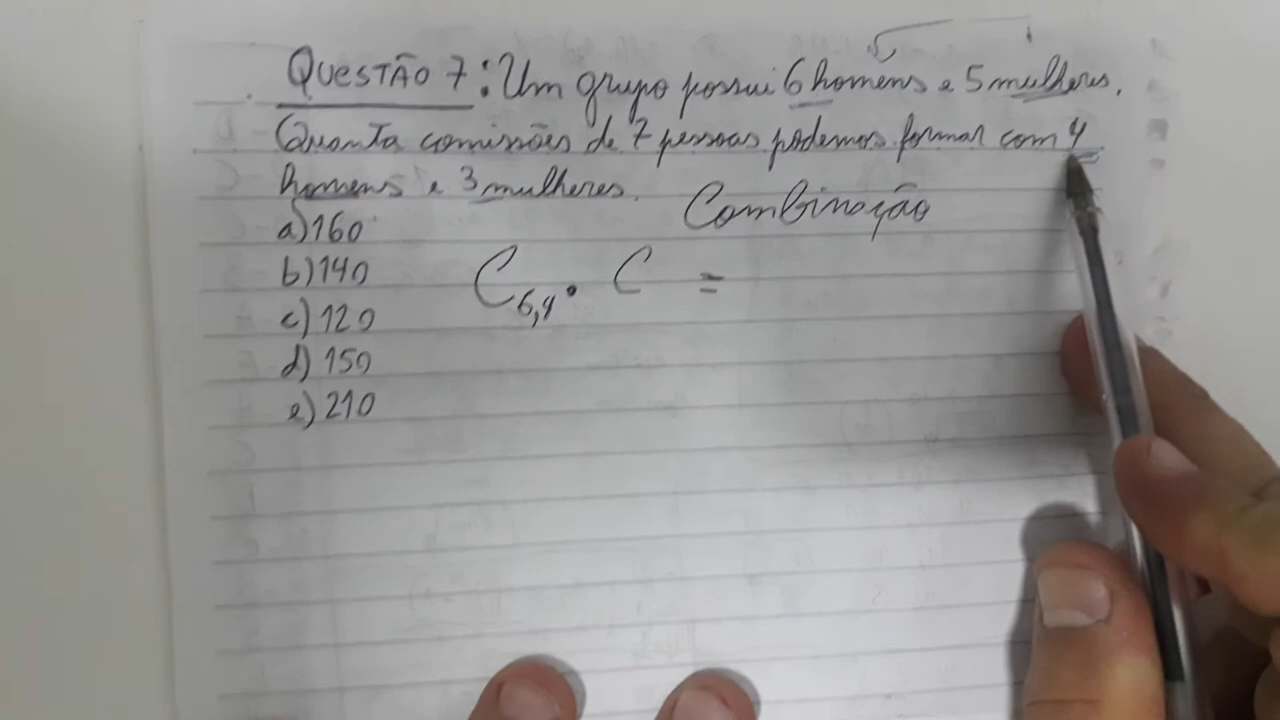 QUESTÃO 7: Um grupo possui 6 homens e 5 mulheres.
Quanta comissões de 7 pessoas podemos formar com 4
homens e 3 mulheres.
Combinação
a) 160
b) 140
c) 120
d) 150
e) 210
C6,4 . C =